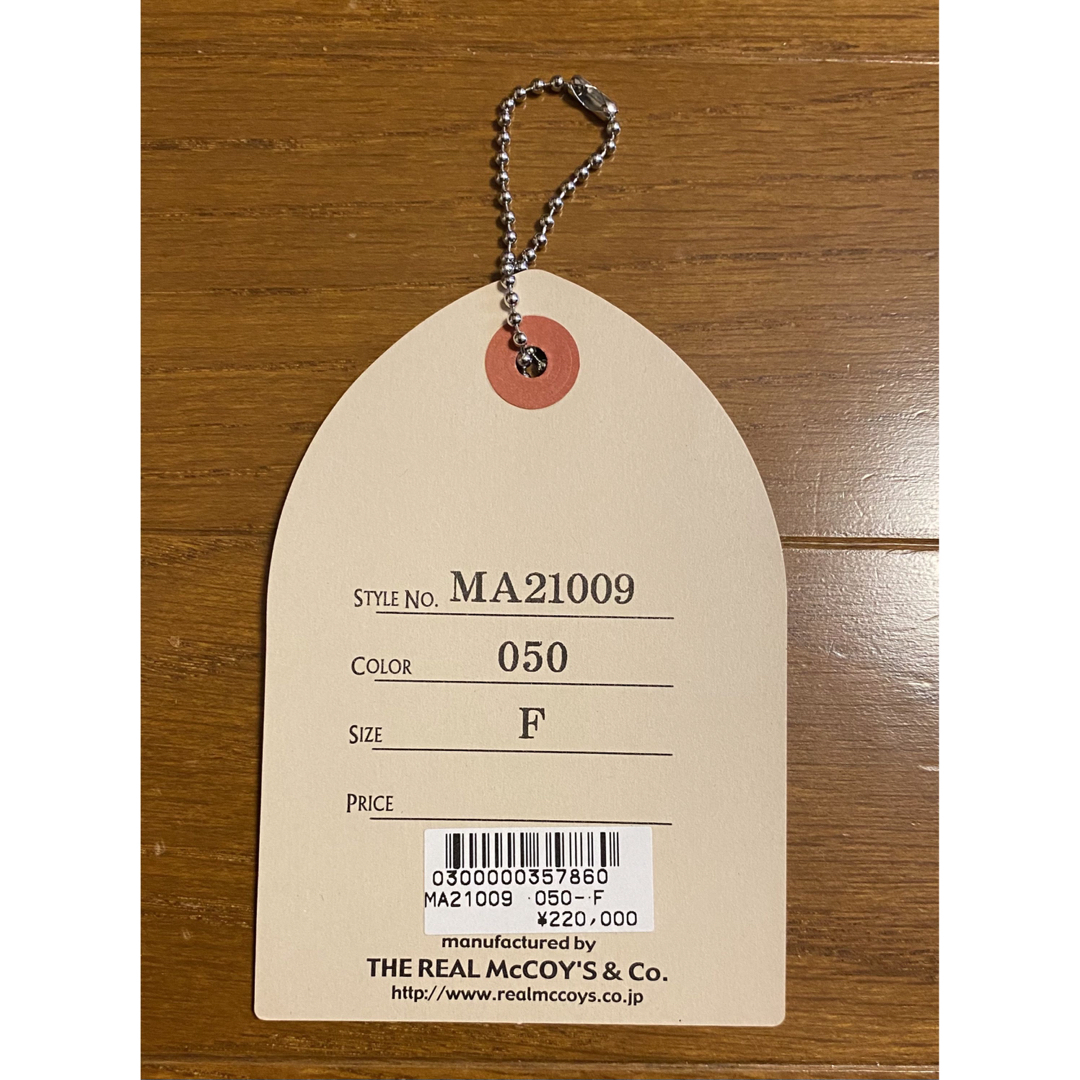 STYLE NO. MA21009
COLOR 050
SIZE F
PRICE
0300000357860
MA21009 050- F
¥220,000
manufactured by
THE REAL McCOY'S & Co.
http://www.realmccoys.co.jp